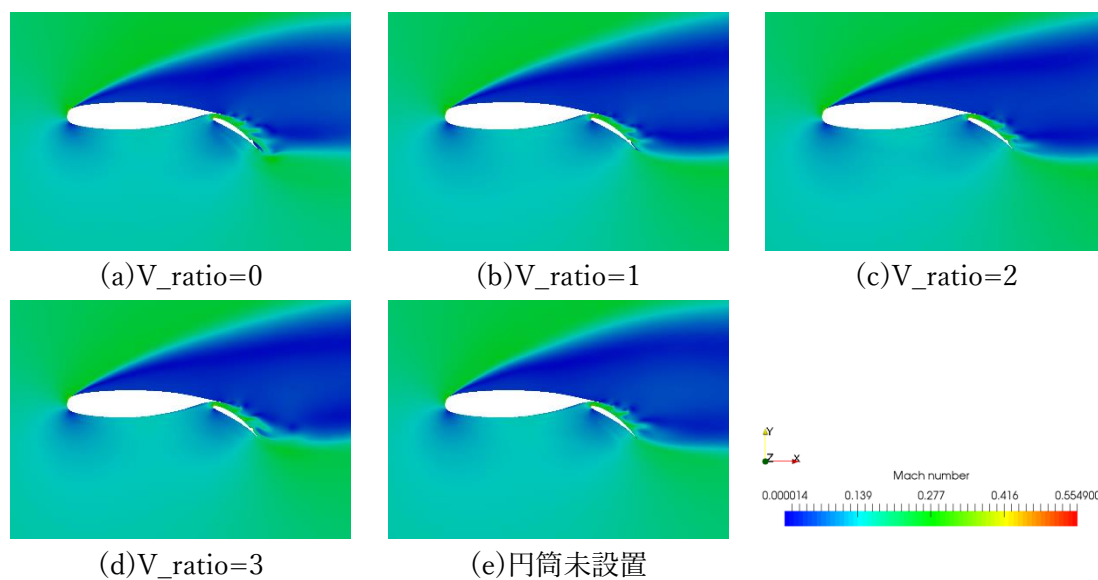 (a)V_ratio=0
(b)V_ratio=1
(c)V_ratio=2
(d)V_ratio=3
(e)円筒未設置
Y
Z X
Mach number
0.000014 0.139 0.277 0.416 0.554900